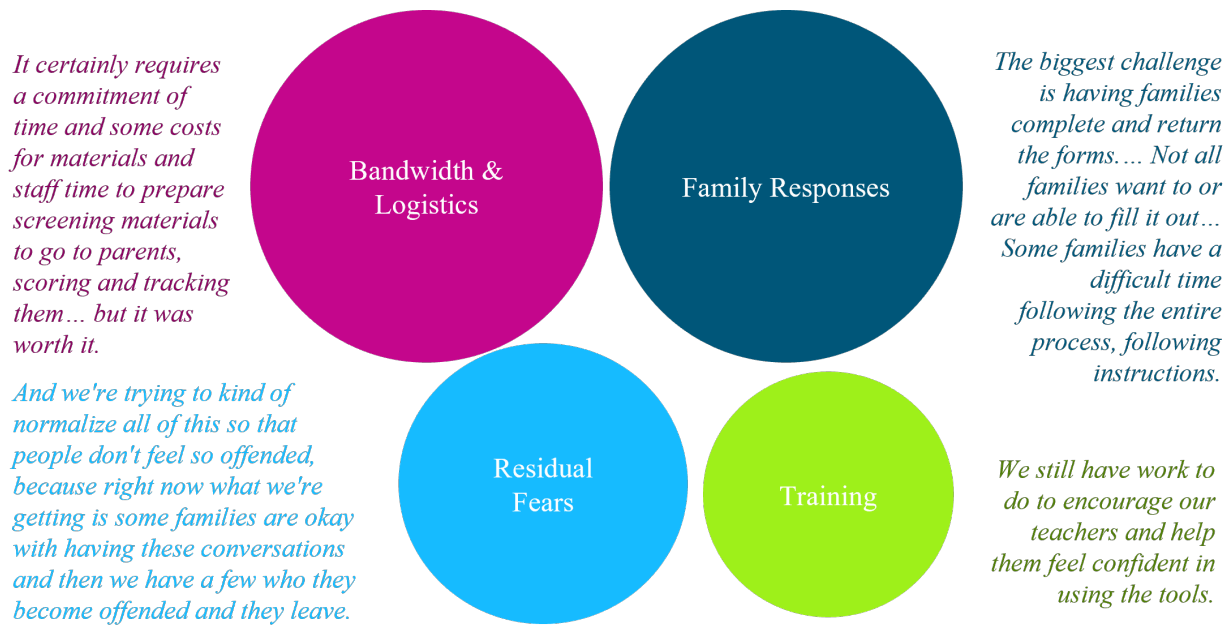 It certainly requires
a commitment of
time and some costs
for materials and
staff time to prepare
screening materials
to go to parents,
scoring and tracking
them… but it was
worth it.
Bandwidth &
Logistics
Family Responses
The biggest challenge
is having families
complete and return
the forms.… Not all
families want to or
are able to fill it out…
Some families have a
difficult time
following the entire
process, following
instructions.
And we're trying to kind of
normalize all of this so that
people don't feel so offended,
because right now what we're
getting is some families are okay
with having these conversations
and then we have a few who they
become offended and they leave.
Residual
Fears
Training
We still have work to
do to encourage our
teachers and help
them feel confident in
using the tools.